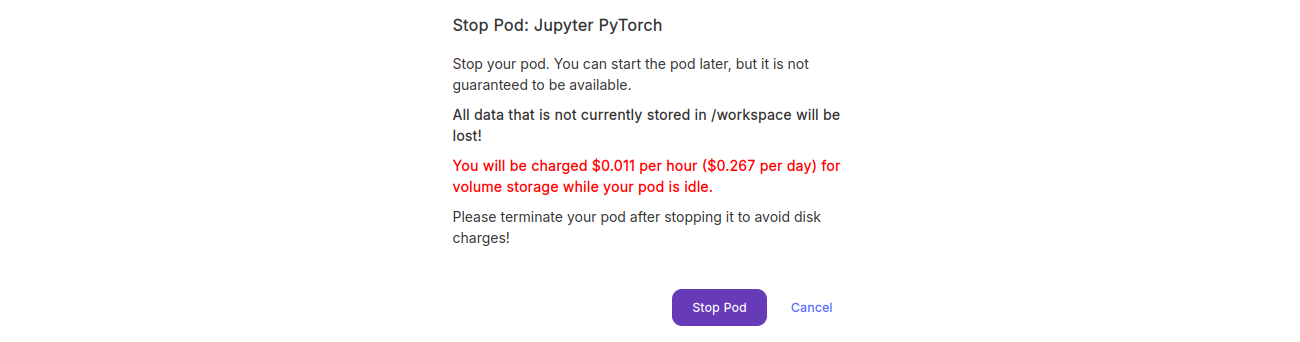 Stop Pod: Jupyter PyTorch
Stop your pod. You can start the pod later, but it is not
guaranteed to be available.
All data that is not currently stored in /workspace will be
lost!
You will be charged $0.011 per hour ($0.267 per day) for
volume storage while your pod is idle.
Please terminate your pod after stopping it to avoid disk
charges!
Stop Pod
Cancel